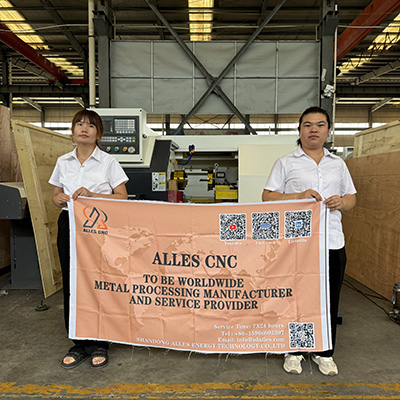 ALLES CNC
ALLES CNC
TO BE WORLDWIDE
METAL PROCESSING MANUFACTURER
AND SERVICE PROVIDER
Service Time: 7X24 hours
SHANDONG ALLES ENERGY TECHNOLOGY CO.,LTD